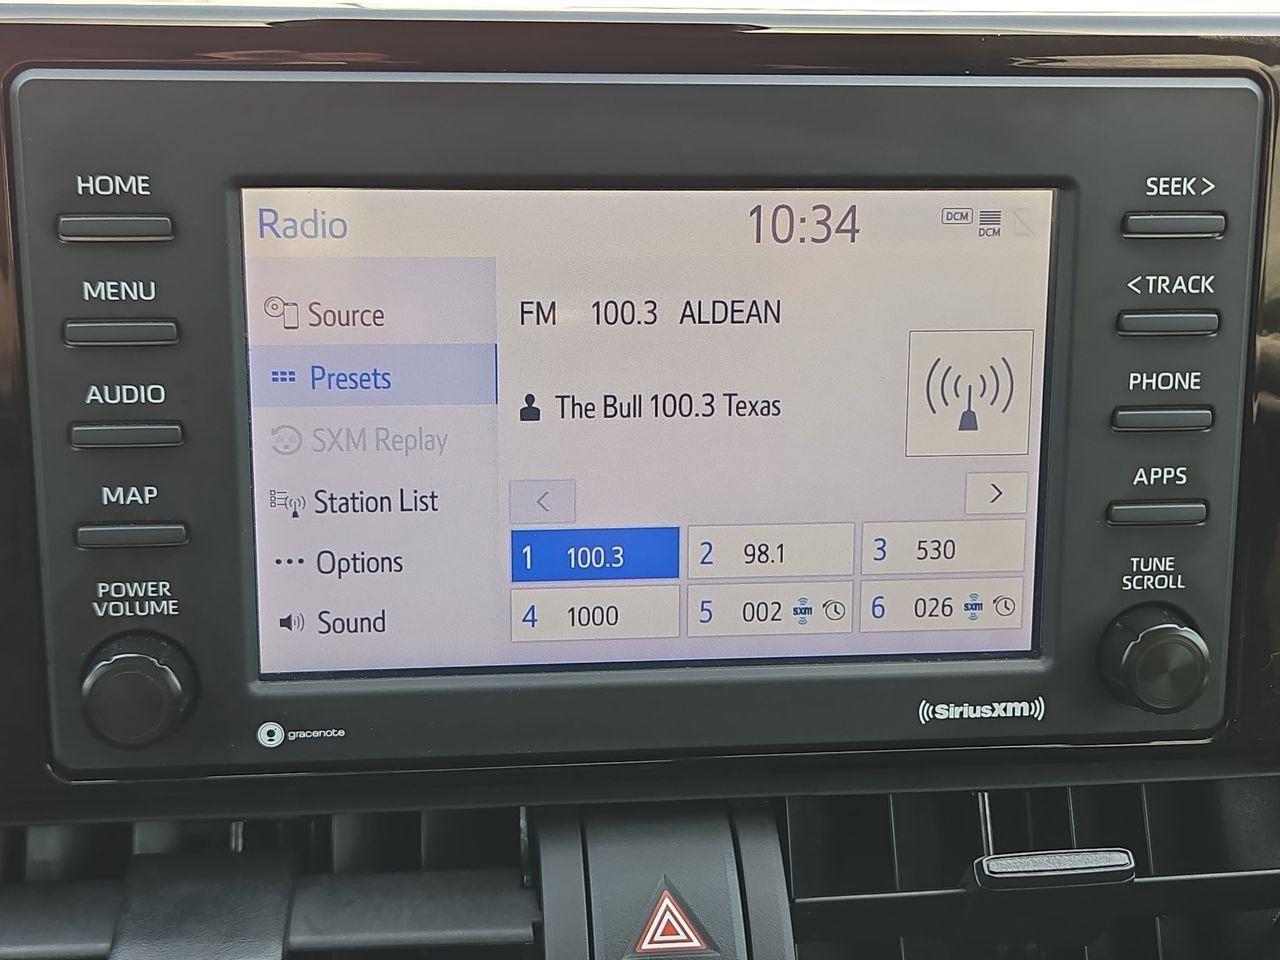 HOME
MENU
AUDIO
MAP
POWER
VOLUME
Radio
10:34
DCM
DCM
Source
Presets
SXM Replay
Station List
Options
Sound
FM 100.3 ALDEAN
The Bull 100.3 Texas
<
>
1 100.3
2 98.1
3 530
4 1000
5 002 sxm
6 026 sxm
SEEK >
< TRACK
PHONE
APPS
TUNE
SCROLL
gracenote
((SiriusXM))